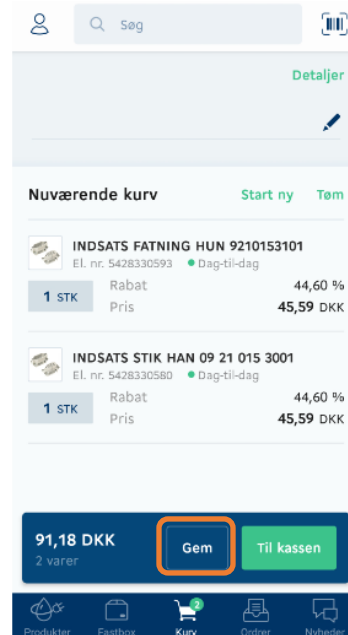 Søg
Detaljer
Nuværende kurv Start ny Tøm
INDSATS FATNING HUN 9210153101
El. nr. 5428330593 Dag-til-dag
Rabat 44,60 %
1 STK
Pris 45,59 DKK
INDSATS STIK HAN 09 21 015 3001
El. nr. 5428330580 Dag-til-dag
Rabat 44,60 %
1 STK
Pris 45,59 DKK
91,18 DKK
2 varer
Gem
Til kassen
2
Produkter Fastbox Kurv Ordrer Nyheder